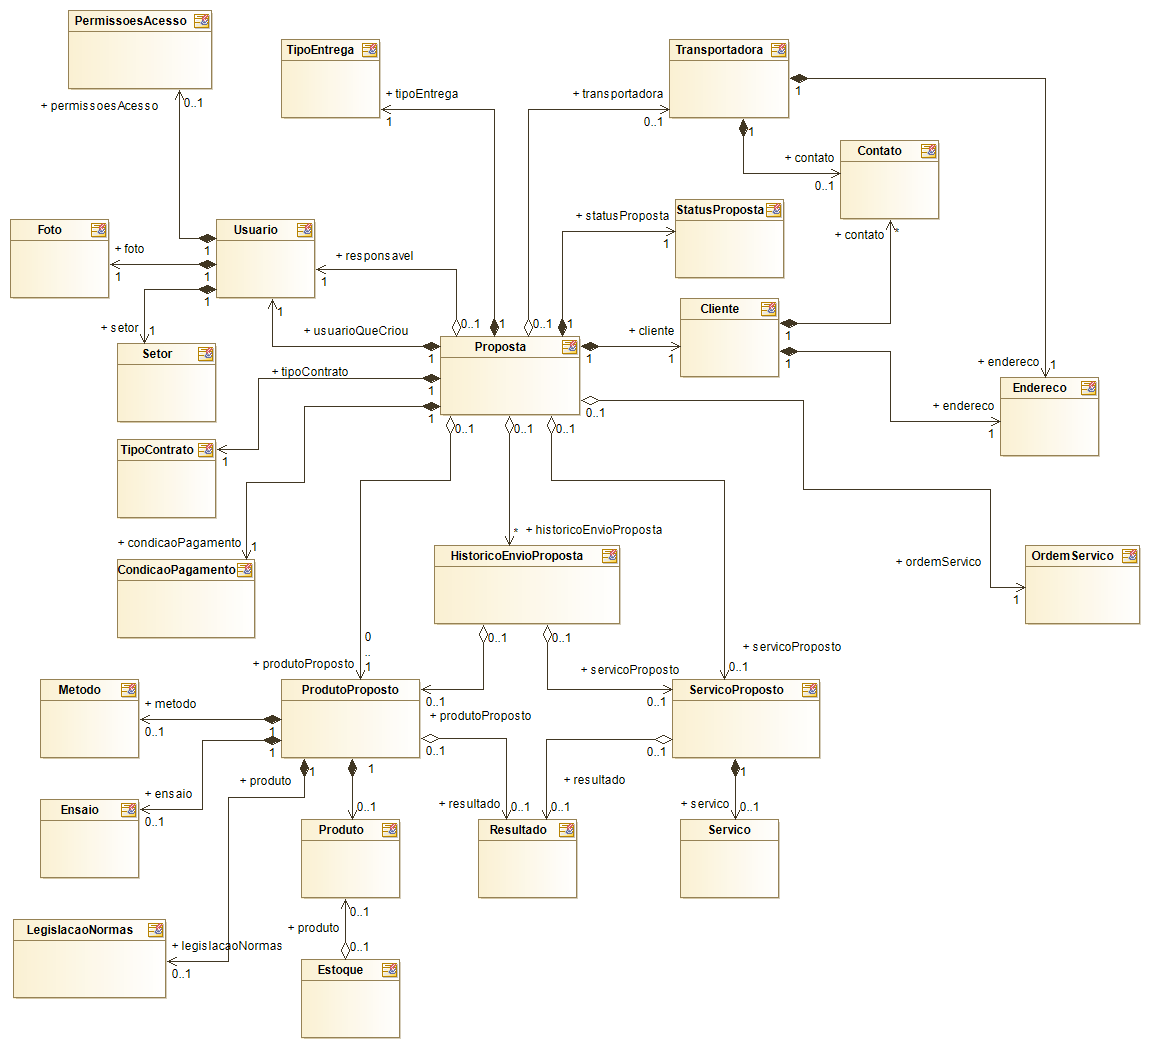 PermissoesAcesso
TipoEntrega
Transportadora
+ permissoesAcesso
0..1
+ tipoEntrega
1
+ transportadora
0..1
1
1
Contato
+ contato
0..1
StatusProposta
+ statusProposta
1
+ contato
*
Foto
Usuario
+ foto
1
1
1
1
+ responsavel
1
+ setor
1
Setor
1
+ usuarioQueCriou
0..1
1
0..1
1
Proposta
1
1
1
1
+ cliente
1
Cliente
1
1
+ endereco
1
Endereco
+ endereco
1
+ tipoContrato
TipoContrato
1
0..1
0..1
0..1
0..1
+ condicaoPagamento
1
CondicaoPagamento
*
+ historicoEnvioProposta
HistoricoEnvioProposta
+ ordemServico
1
OrdemServico
0
..
1
+ produtoProposto
0..1
0..1
+ servicoProposto
+ servicoProposto
0..1
Metodo
+ metodo
0..1
1
1
ProdutoProposto
0..1
+ produtoProposto
0..1
0..1
ServicoProposto
0..1
Ensaio
+ ensaio
0..1
+ produto
1
1
0..1
+ resultado
0..1
+ resultado
0..1
1
+ servico
0..1
Produto
Resultado
Servico
LegislacaoNormas
+ legislacaoNormas
0..1
+ produto
0..1
0..1
Estoque